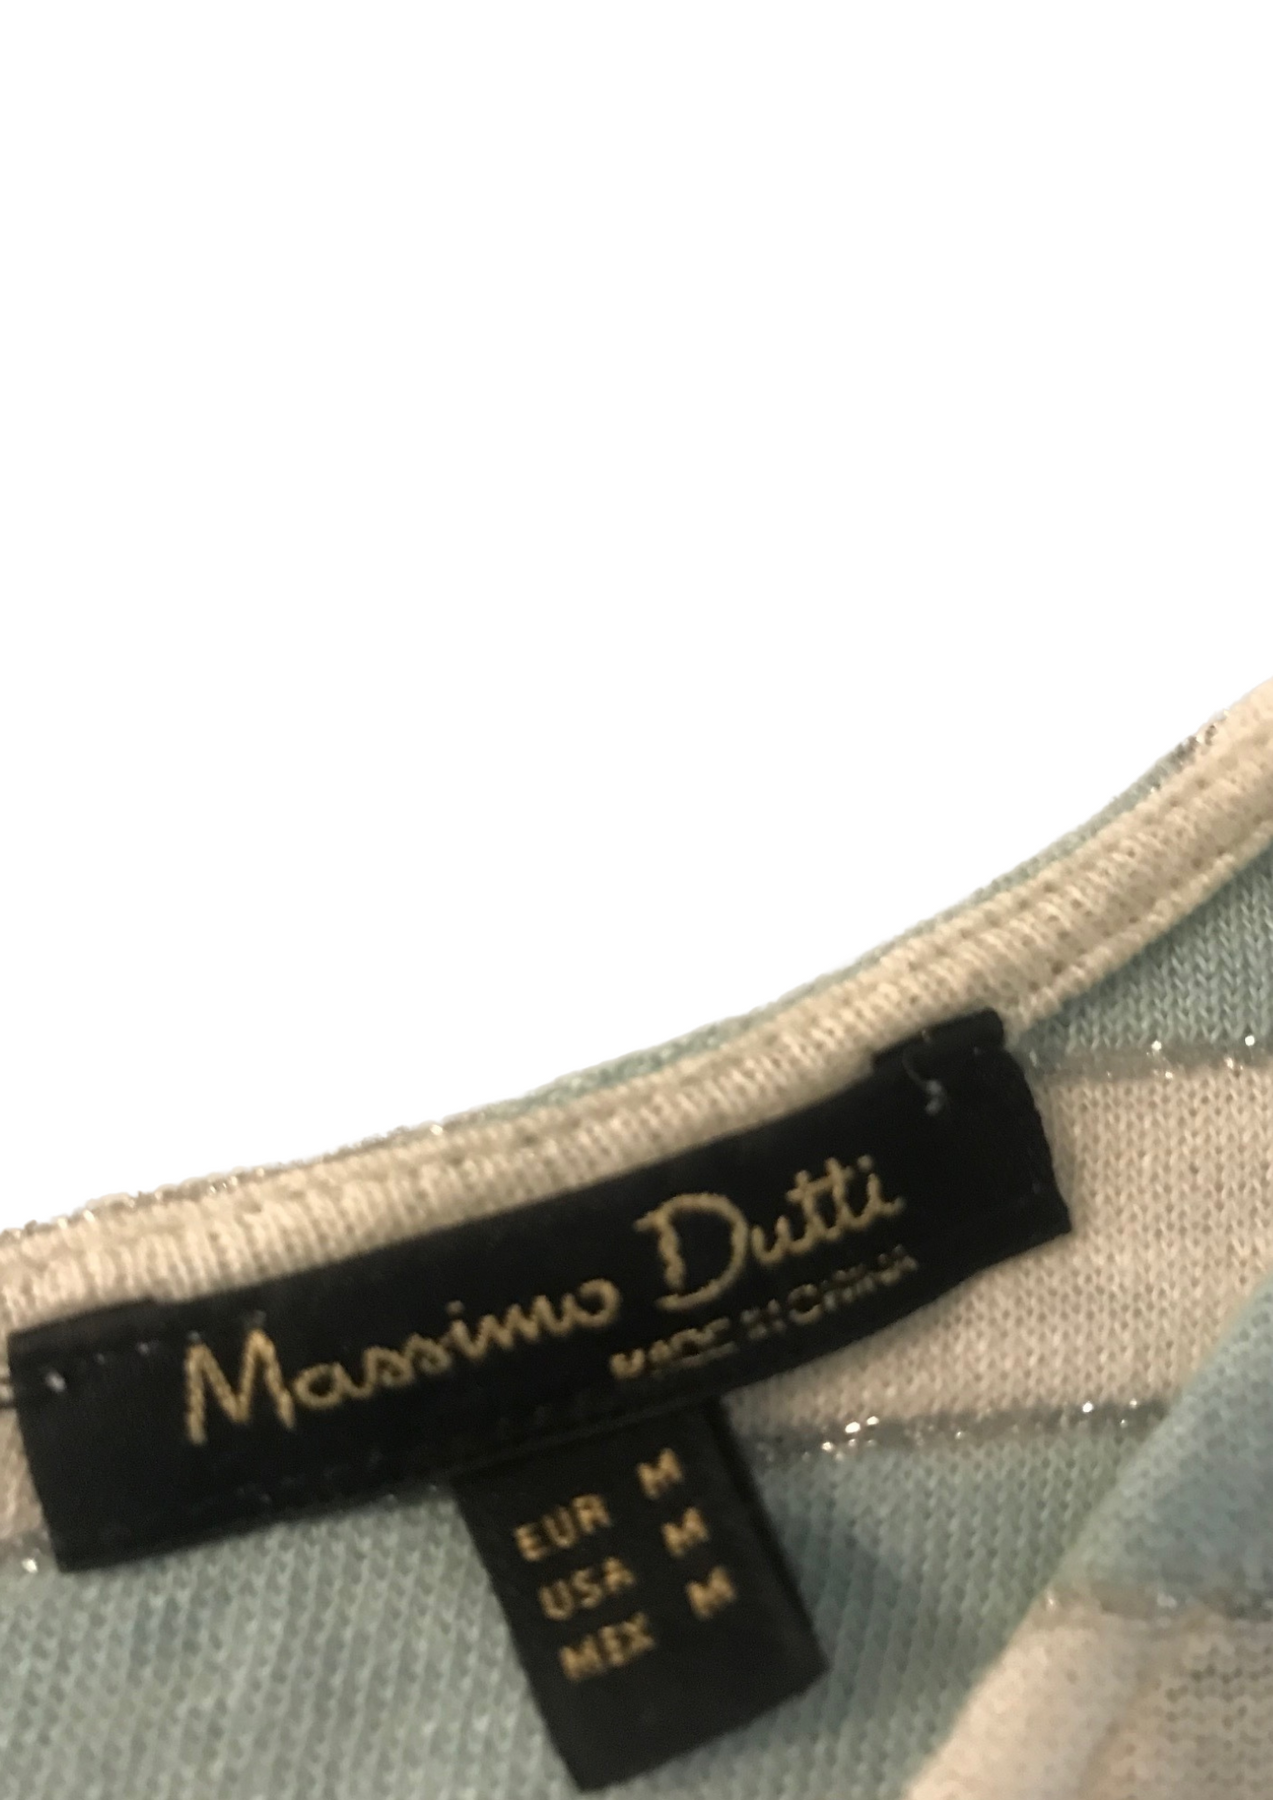 Massimo Dutti
MADE IN CHINA
EUR M
USA M
MEX M